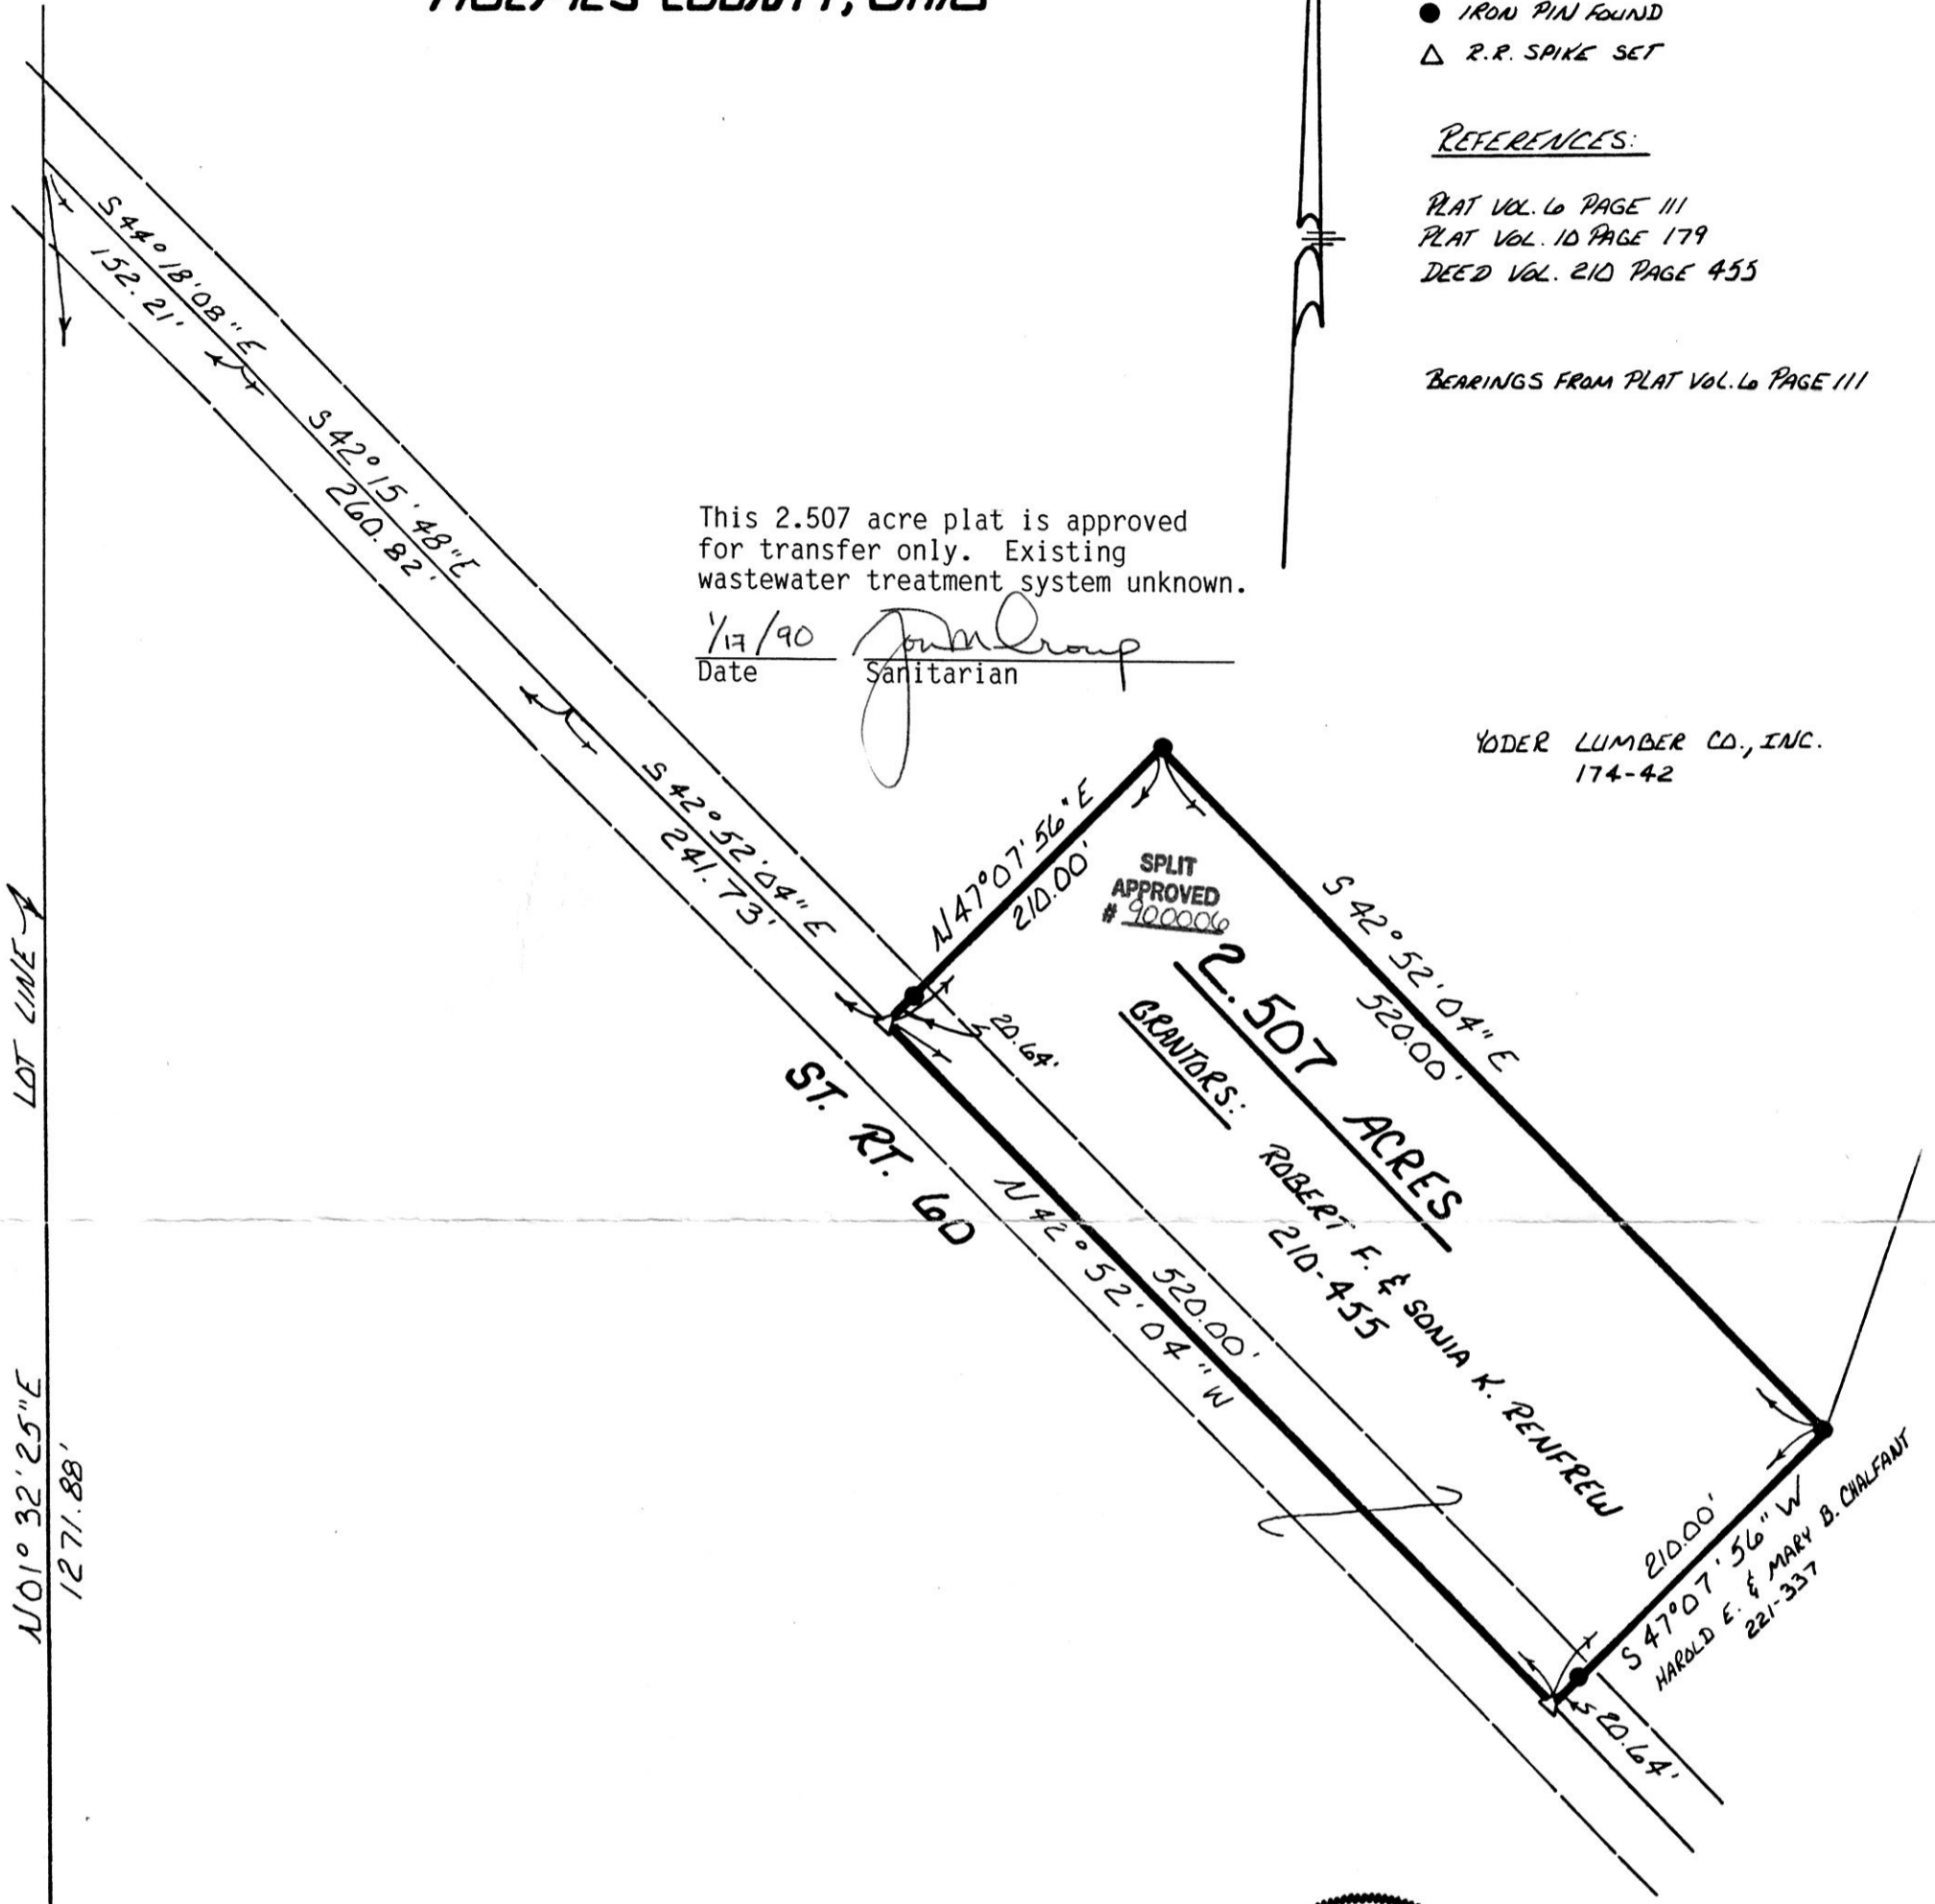 HOLMES COUNTY, OHIO
● IRON PIN FOUND
△ R.R. SPIKE SET
REFERENCES:
PLAT VOL. 6 PAGE 111
PLAT VOL. 10 PAGE 179
DEED VOL. 210 PAGE 455
BEARINGS FROM PLAT VOL. 6 PAGE 111
S 44° 18' 08" E
152.21'
S 42° 15' 48" E
260.82'
This 2.507 acre plat is approved
for transfer only. Existing
wastewater treatment system unknown.
1/17/90
Date Sanitarian
YODER LUMBER CO., INC.
174-42
S 42° 52' 04" E
241.73'
N 47° 07' 56" E
210.00'
SPLIT
APPROVED
# 900006
S 42° 52' 04" E
520.00'
2.507 ACRES
GRANTORS: ROBERT F. & SONIA K. RENFREW
210-455
20.64'
ST. RT. 60
N 42° 52' 04" W
520.00'
LOT LINE
N 01° 32' 25" E
1271.88'
210.00'
S 47° 07' 56" W
HAROLD E. & MARY B. CHALFANT
221-337
20.64'